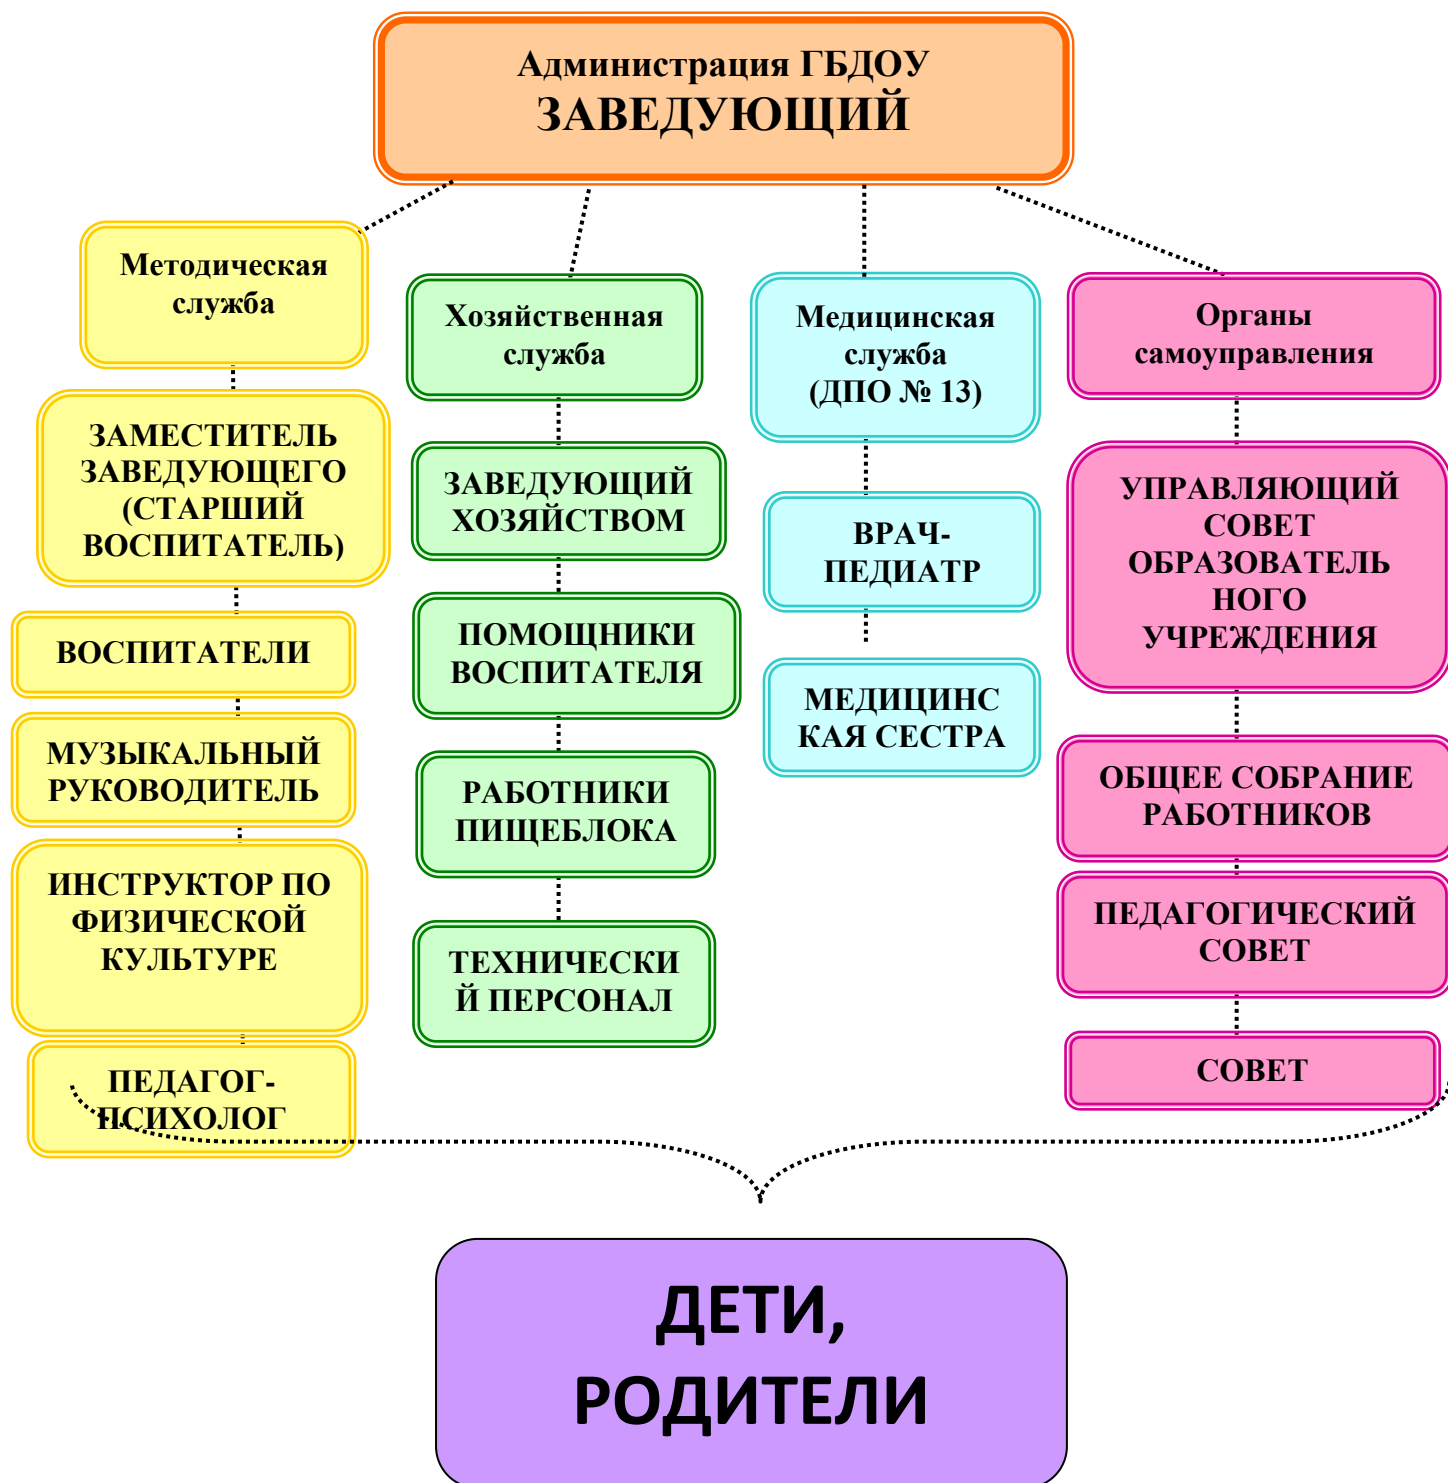 Администрация ГБДОУ
ЗАВЕДУЮЩИЙ
Методическая
служба
ЗАМЕСТИТЕЛЬ
ЗАВЕДУЮЩЕГО
(СТАРШИЙ
ВОСПИТАТЕЛЬ)
ВОСПИТАТЕЛИ
МУЗЫКАЛЬНЫЙ
РУКОВОДИТЕЛЬ
ИНСТРУКТОР ПО
ФИЗИЧЕСКОЙ
КУЛЬТУРЕ
ПЕДАГОГ-
ПСИХОЛОГ
Хозяйственная
служба
ЗАВЕДУЮЩИЙ
ХОЗЯЙСТВОМ
ПОМОЩНИКИ
ВОСПИТАТЕЛЯ
РАБОТНИКИ
ПИЩЕБЛОКА
ТЕХНИЧЕСКИ
Й ПЕРСОНАЛ
Медицинская
служба
(ДПО № 13)
ВРАЧ-
ПЕДИАТР
МЕДИЦИНС
КАЯ СЕСТРА
Органы
самоуправления
УПРАВЛЯЮЩИЙ
СОВЕТ
ОБРАЗОВАТЕЛЬ
НОГО
УЧРЕЖДЕНИЯ
ОБЩЕЕ СОБРАНИЕ
РАБОТНИКОВ
ПЕДАГОГИЧЕСКИЙ
СОВЕТ
СОВЕТ
ДЕТИ,
РОДИТЕЛИ